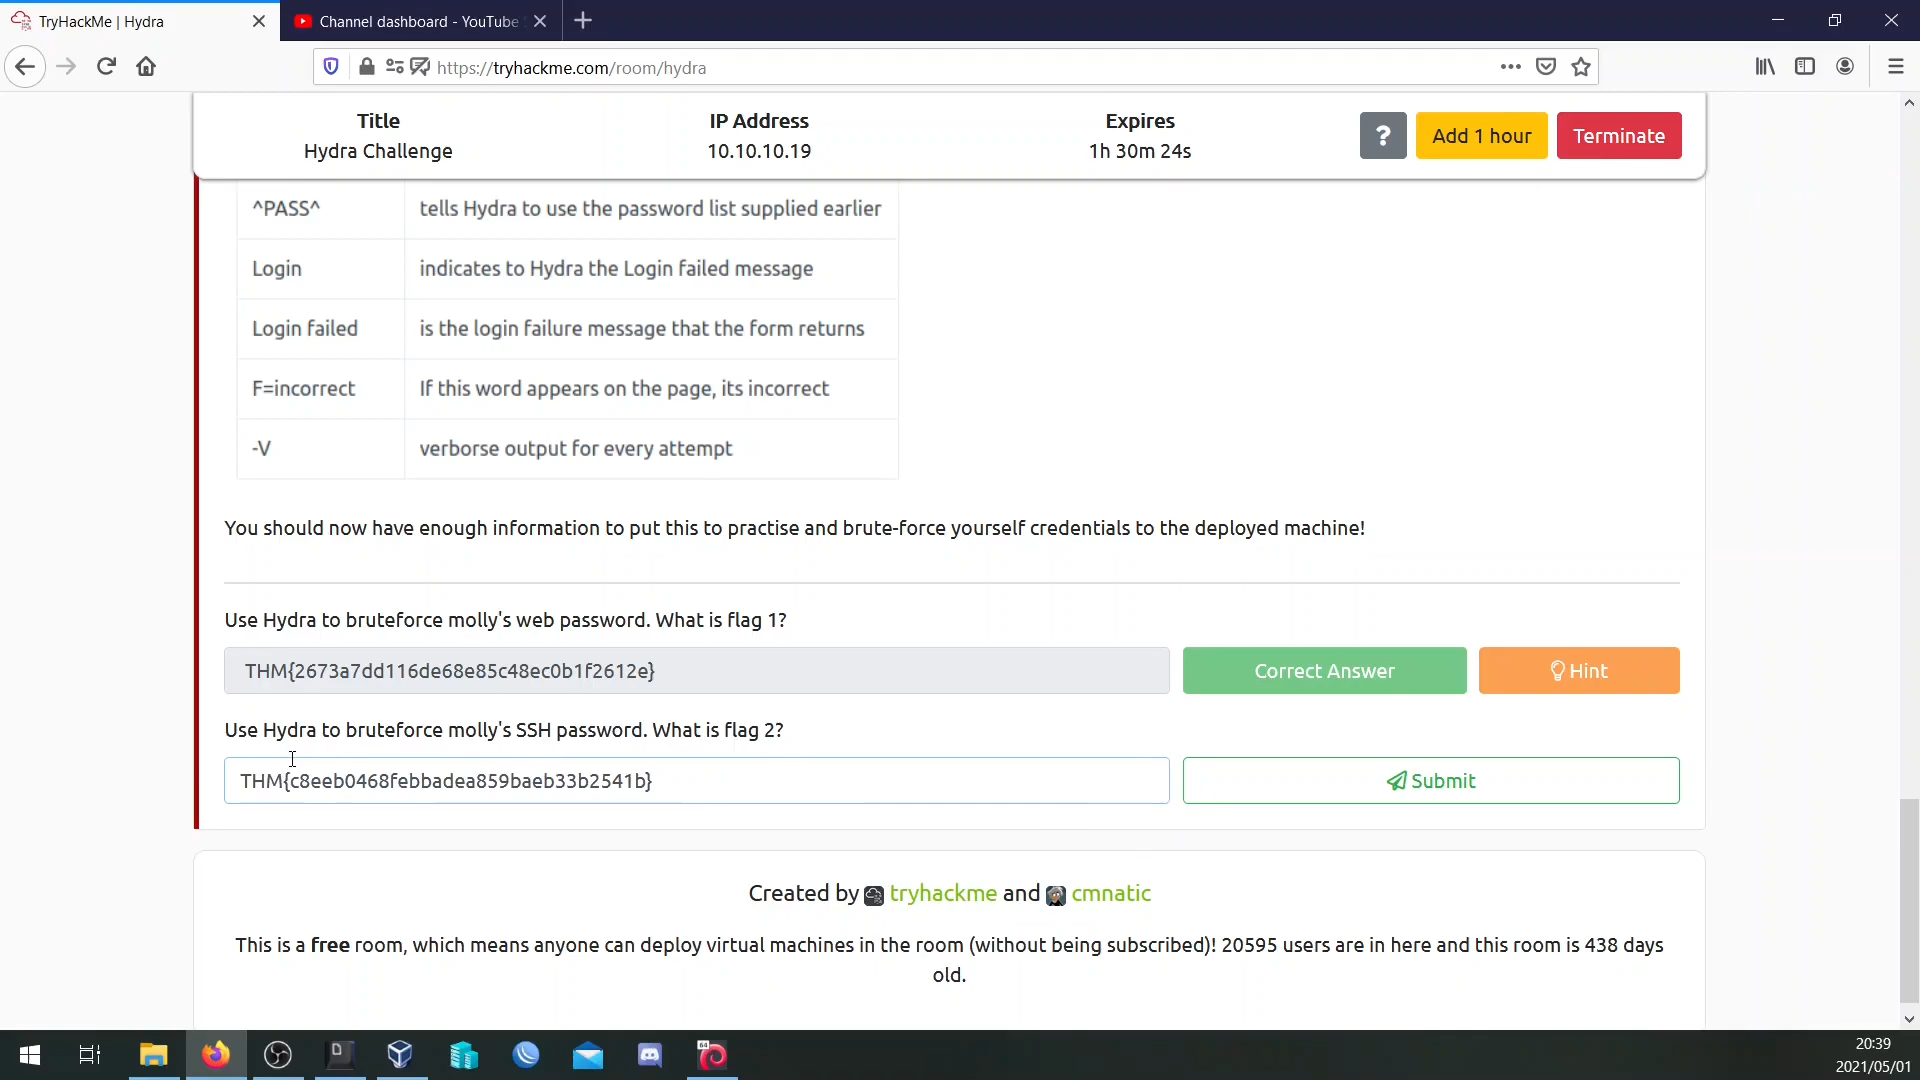 TryHackMe | Hydra
Channel dashboard - YouTube
https://tryhackme.com/room/hydra
Title
Hydra Challenge
IP Address
10.10.10.19
Expires
1h 30m 24s
?
Add 1 hour
Terminate
^PASS^ tells Hydra to use the password list supplied earlier
Login indicates to Hydra the Login failed message
Login failed is the login failure message that the form returns
F=incorrect If this word appears on the page, its incorrect
-V verborse output for every attempt
You should now have enough information to put this to practise and brute-force yourself credentials to the deployed machine!
Use Hydra to bruteforce molly's web password. What is flag 1?
THM{2673a7dd116de68e85c48ec0b1f2612e}
Correct Answer
Hint
Use Hydra to bruteforce molly's SSH password. What is flag 2?
THM{c8eeb0468febbadea859baeb33b2541b}
Submit
Created by tryhackme and cmnatic
This is a free room, which means anyone can deploy virtual machines in the room (without being subscribed)! 20595 users are in here and this room is 438 days
old.
64
20:39
2021/05/01